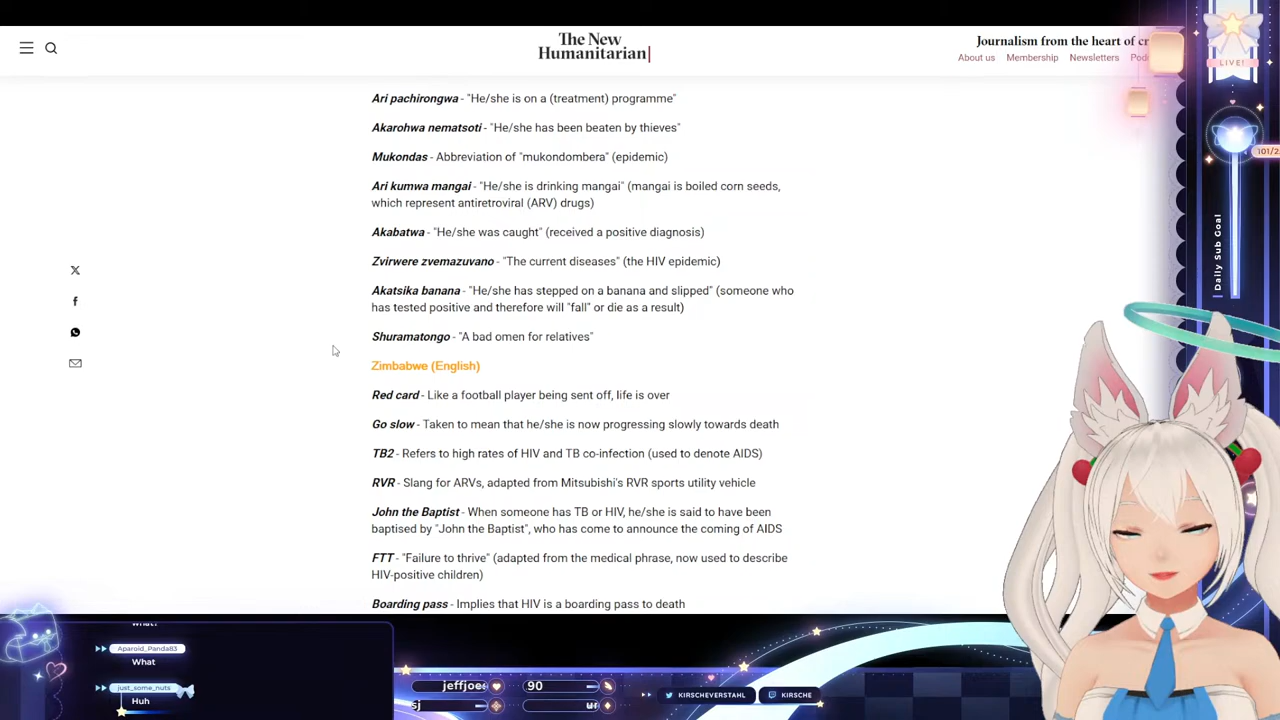 The New
Humanitarian
Journalism from the heart of
About us Membership Newsletters
LIVE!
Ari pachirongwa - "He/she is on a (treatment) programme"
Akarohwa nematsoti - "He/she has been beaten by thieves"
Mukondas - Abbreviation of "mukondombera" (epidemic)
Ari kumwa mangai - "He/she is drinking mangai" (mangai is boiled corn seeds,
which represent antiretroviral (ARV) drugs)
Akabatwa - "He/she was caught" (received a positive diagnosis)
Zvirwere zvemazuvano - "The current diseases" (the HIV epidemic)
Akatsika banana - "He/she has stepped on a banana and slipped" (someone who
has tested positive and therefore will "fall" or die as a result)
Shuramatongo - "A bad omen for relatives"
Zimbabwe (English)
Red card - Like a football player being sent off, life is over
Go slow - Taken to mean that he/she is now progressing slowly towards death
TB2 - Refers to high rates of HIV and TB co-infection (used to denote AIDS)
RVR - Slang for ARVs, adapted from Mitsubishi's RVR sports utility vehicle
John the Baptist - When someone has TB or HIV, he/she is said to have been
baptised by "John the Baptist", who has come to announce the coming of AIDS
FTT - "Failure to thrive" (adapted from the medical phrase, now used to describe
HIV-positive children)
Boarding pass - Implies that HIV is a boarding pass to death
101/2
Daily Sub Goal
what?
Aparoid_Panda83
What
just_some_nuts
Huh
jeffjoes
90
KIRSCHEVERSTAHL
KIRSCHE